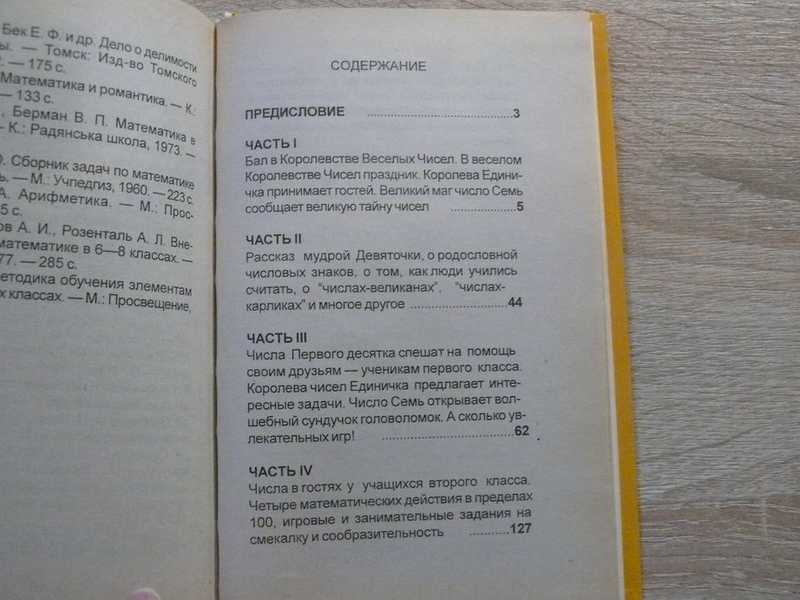 Бек Е. Ф. и др. Дело о делимости
ы. — Томск: Изд-во Томского
— 175 с.
Математика и романтика. — К.:
— 133 с.
, Берман В. П. Математика в
— К.: Радянська школа, 1973. —
Сборник задач по математике
ь. — М.: Учпедгиз, 1960. — 223 с.
А. Арифметика. — М.: Прос-
5 с.
ов А. И., Розенталь А. Л. Вне-
математике в 6—8 классах. —
77. — 285 с.
етодика обучения элементам
х классах. — М.: Просвещение,
СОДЕРЖАНИЕ
ПРЕДИСЛОВИЕ ........................ 3
ЧАСТЬ I
Бал в Королевстве Веселых Чисел. В веселом
Королевстве Чисел праздник. Королева Едини-
чка принимает гостей. Великий маг число Семь
сообщает великую тайну чисел ................. 5
ЧАСТЬ II
Рассказ мудрой Девяточки, о родословной
числовых знаков, о том, как люди учились
считать, о "числах-великанах", "числах-
карликах" и многое другое ......................... 44
ЧАСТЬ III
Числа Первого десятка спешат на помощь
своим друзьям — ученикам первого класса.
Королева чисел Единичка предлагает инте-
ресные задачи. Число Семь открывает вол-
шебный сундучок головоломок. А сколько ув-
лекательных игр! ................................. 62
ЧАСТЬ IV
Числа в гостях у учащихся второго класса.
Четыре математических действия в пределах
100, игровые и занимательные задания на
смекалку и сообразительность ........... 127